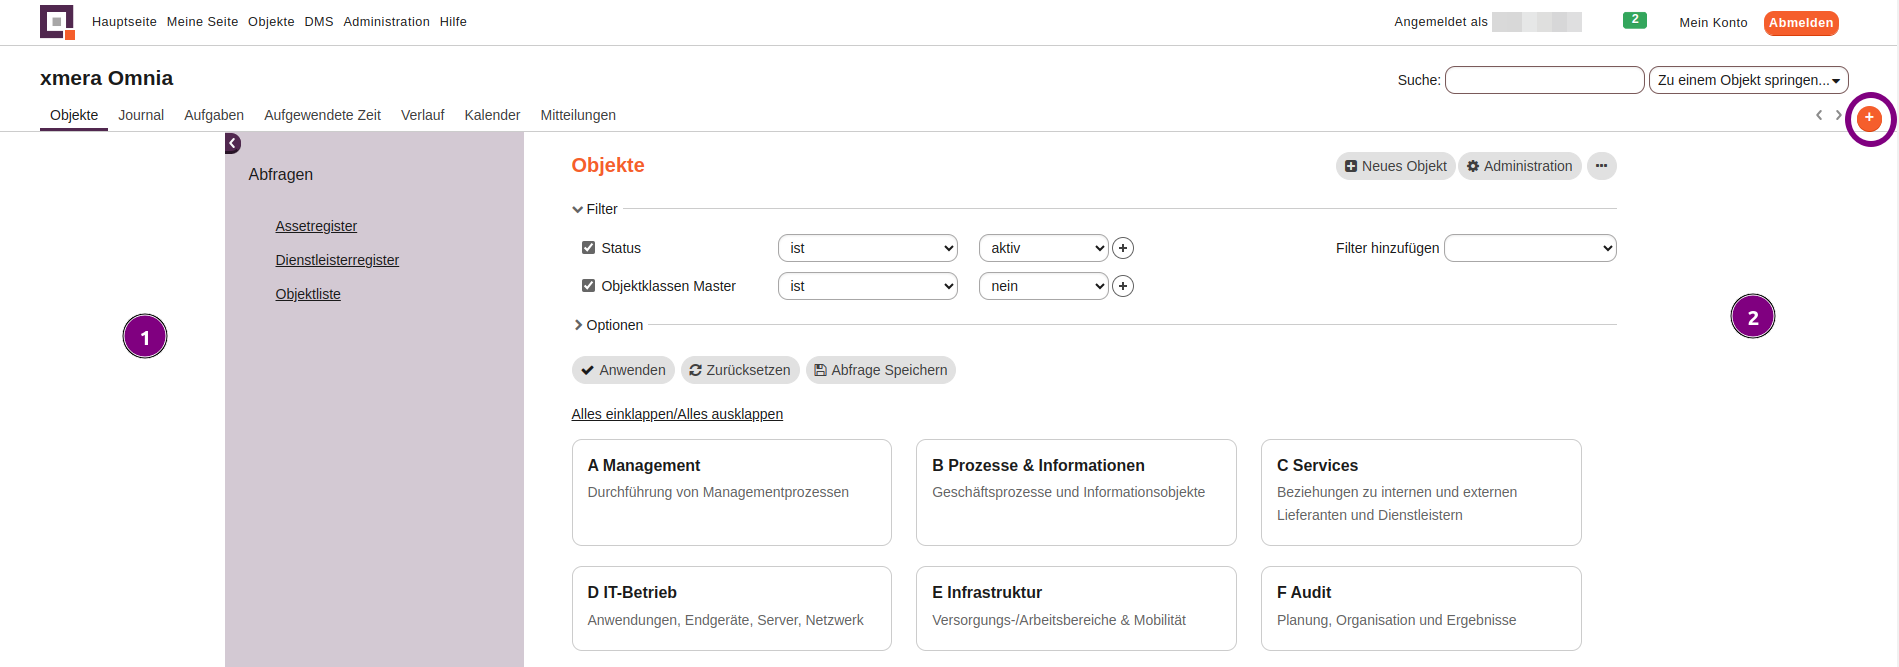 Hauptseite Meine Seite Objekte DMS Administration Hilfe
Angemeldet als 2 Mein Konto Abmelden
xmera Omnia
Suche: Zu einem Objekt springen...
Objekte Journal Aufgaben Aufgewendete Zeit Verlauf Kalender Mitteilungen
+
Abfragen
Assetregister
Dienstleisterregister
Objektliste
1
Objekte
Neues Objekt Administration ...
Filter
Status ist aktiv + Filter hinzufügen
Objektklassen Master ist nein +
2
Optionen
Anwenden Zurücksetzen Abfrage Speichern
Alles einklappen/Alles ausklappen
A Management
Durchführung von Managementprozessen
B Prozesse & Informationen
Geschäftsprozesse und Informationsobjekte
C Services
Beziehungen zu internen und externen
Lieferanten und Dienstleistern
D IT-Betrieb
Anwendungen, Endgeräte, Server, Netzwerk
E Infrastruktur
Versorgungs-/Arbeitsbereiche & Mobilität
F Audit
Planung, Organisation und Ergebnisse